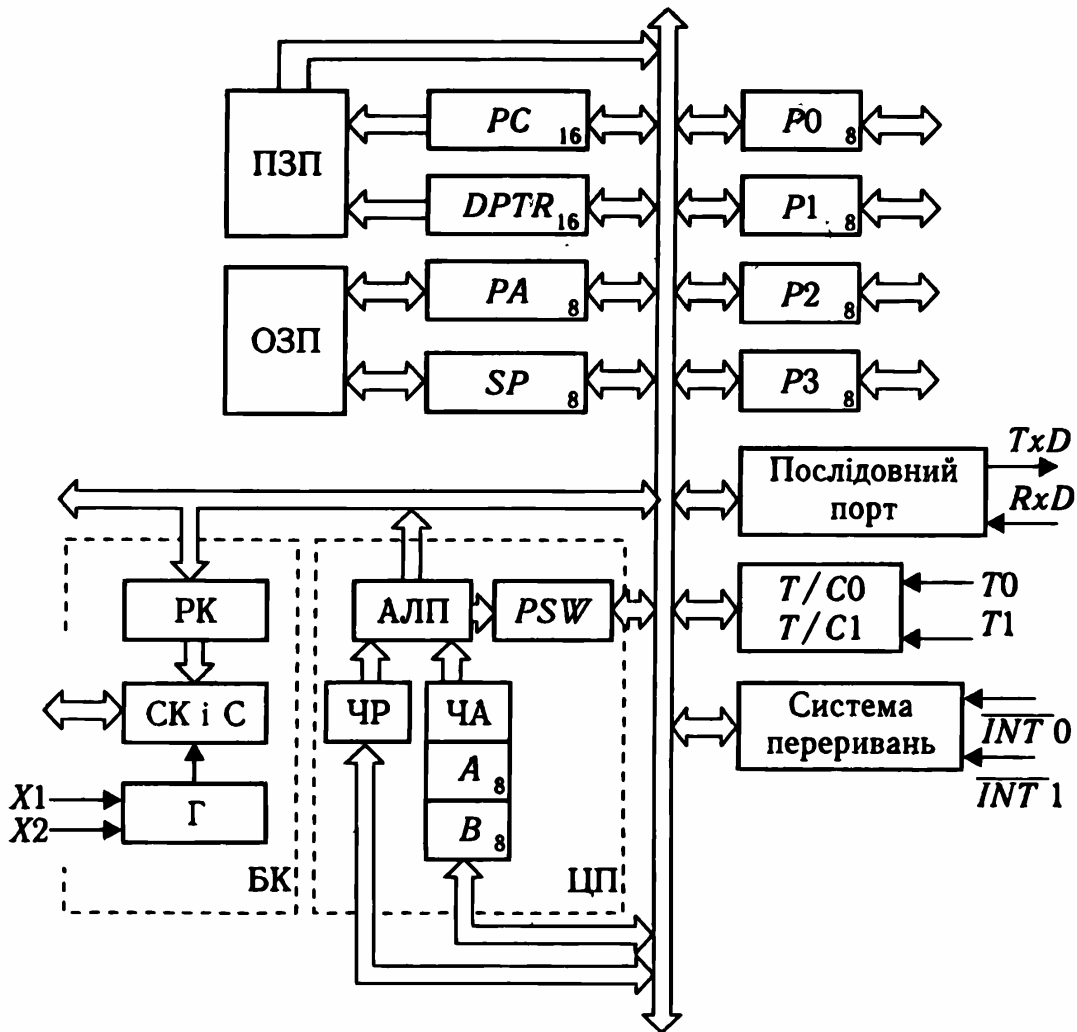 ПЗП
PC 16
P0 8
DPTR 16
P1 8
ОЗП
PA 8
P2 8
SP 8
P3 8
Послідовний
порт
TxD
RxD
РК
АЛП
PSW
T/C0
T/C1
T0
T1
СК і С
ЧР
ЧА
A 8
B 8
Система
переривань
INT 0
INT 1
X1
X2
Г
БК
ЦП